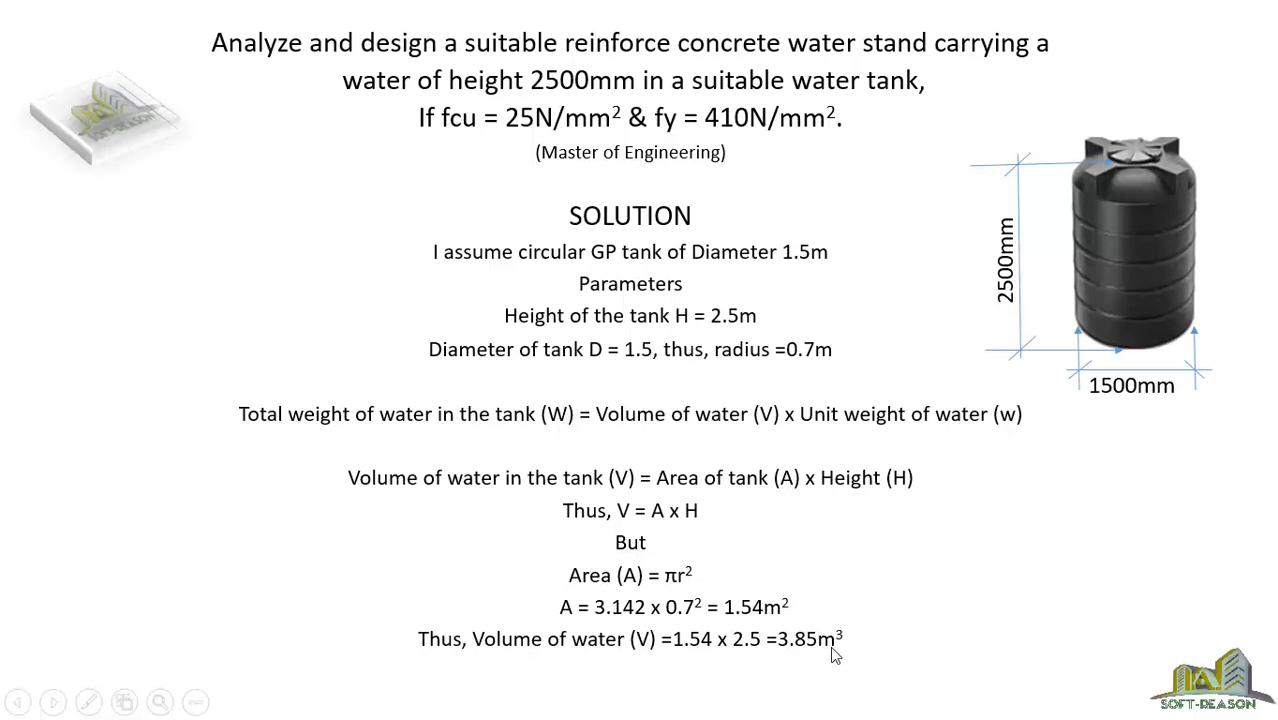 Analyze and design a suitable reinforce concrete water stand carrying a
water of height 2500mm in a suitable water tank,
If fcu = 25N/mm² & fy = 410N/mm².
(Master of Engineering)
SOFT-REASON
SOLUTION
I assume circular GP tank of Diameter 1.5m
Parameters
Height of the tank H = 2.5m
Diameter of tank D = 1.5, thus, radius =0.7m
2500mm
1500mm
Total weight of water in the tank (W) = Volume of water (V) x Unit weight of water (w)
Volume of water in the tank (V) = Area of tank (A) x Height (H)
Thus, V = A x H
But
Area (A) = πr²
A = 3.142 x 0.7² = 1.54m²
Thus, Volume of water (V) =1.54 x 2.5 =3.85m³
SOFT-REASON